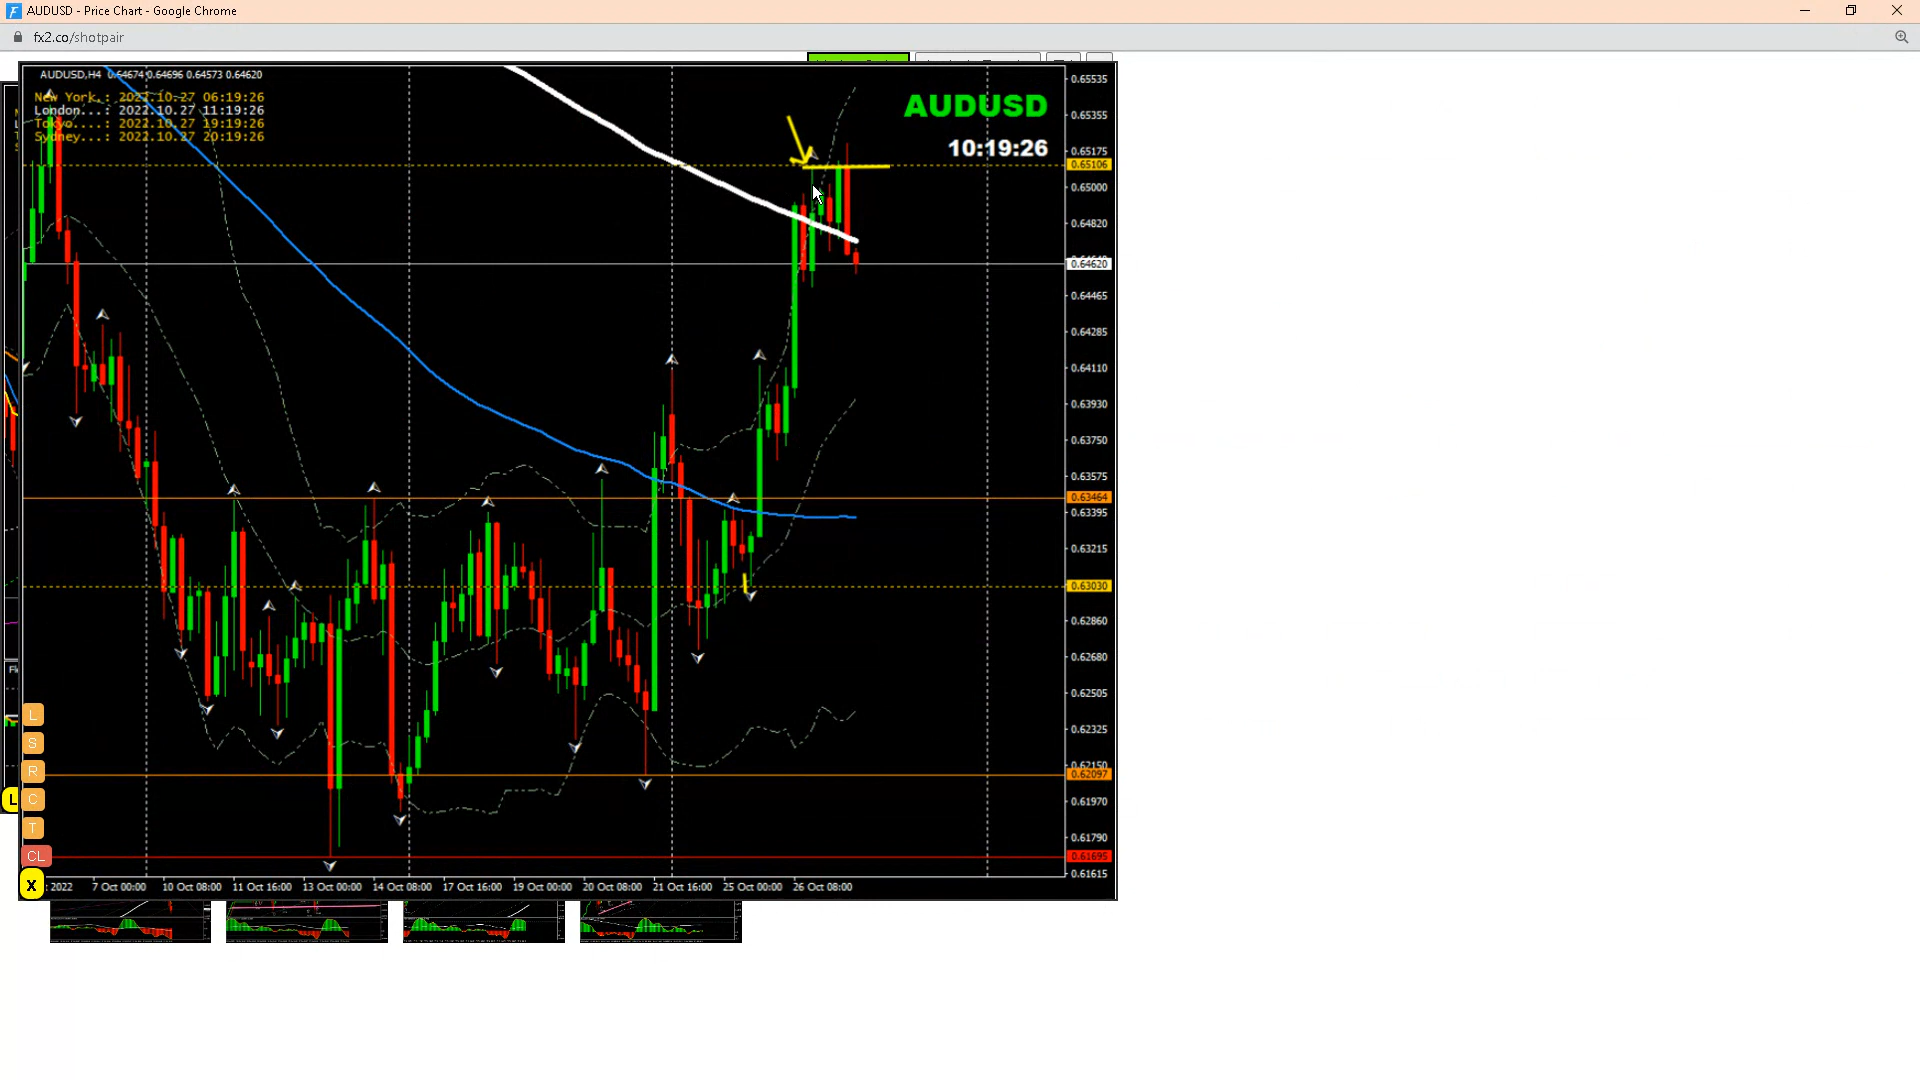 AUDUSD - Price Chart - Google Chrome
fx2.co/shotpair
AUDUSD,H4 0.64674 0.64696 0.64573 0.64620
New York.: 2022.10.27 06:19:26
London...: 2022.10.27 11:19:26
Tokyo....: 2022.10.27 19:19:26
Sydney...: 2022.10.27 20:19:26
AUDUSD
10:19:26
0.65535
0.65355
0.65175
0.65106
0.65000
0.64820
0.64620
0.64465
0.64285
0.64110
0.63930
0.63750
0.63575
0.63464
0.63395
0.63215
0.63030
0.62860
0.62680
0.62505
0.62325
0.62150
0.62097
0.61970
0.61790
0.61695
0.61615
L
S
R
C
T
CL
X
L
2022 7 Oct 00:00 10 Oct 08:00 11 Oct 16:00 13 Oct 00:00 14 Oct 08:00 17 Oct 16:00 19 Oct 00:00 20 Oct 08:00 21 Oct 16:00 25 Oct 00:00 26 Oct 08:00